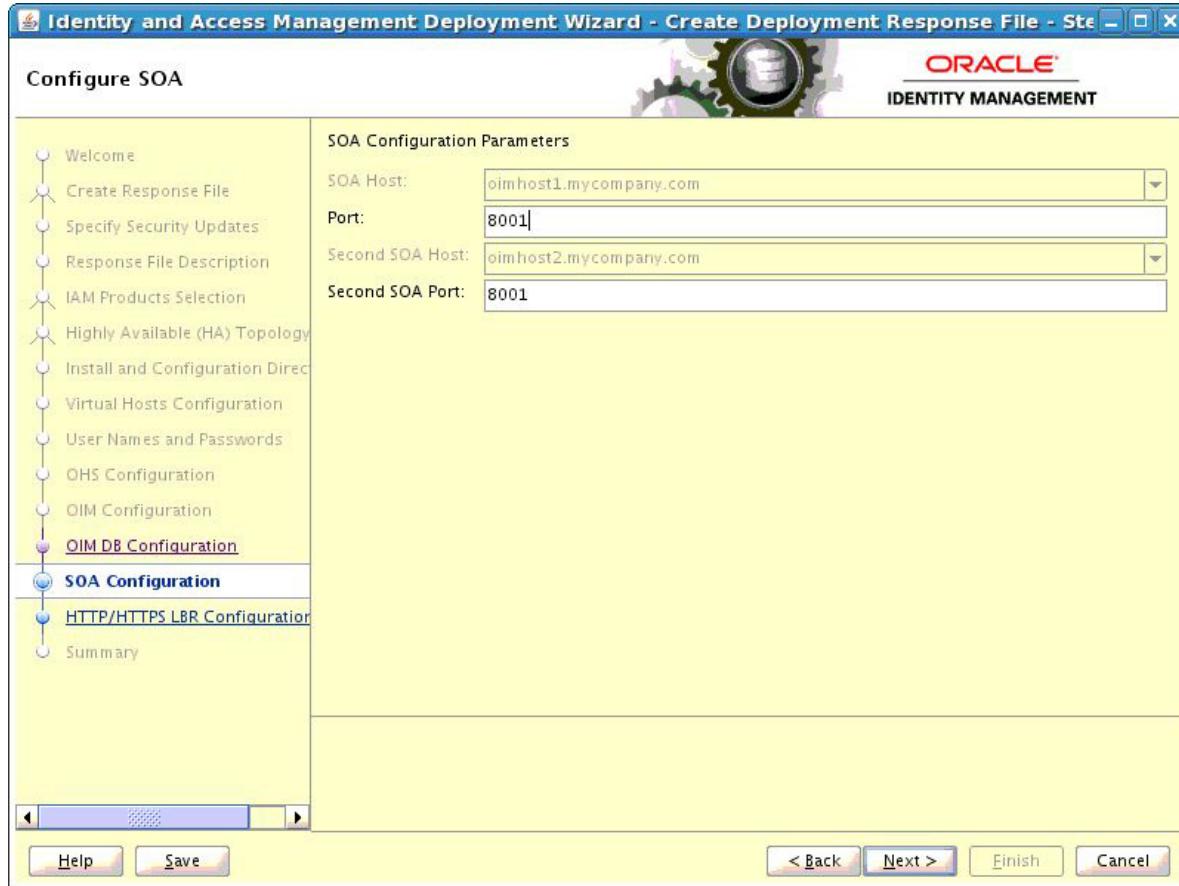 Identity and Access Management Deployment Wizard - Create Deployment Response File - Ste
Configure SOA
ORACLE
IDENTITY MANAGEMENT
Welcome
Create Response File
Specify Security Updates
Response File Description
IAM Products Selection
Highly Available (HA) Topology
Install and Configuration Direct
Virtual Hosts Configuration
User Names and Passwords
OHS Configuration
OIM Configuration
OIM DB Configuration
SOA Configuration
HTTP/HTTPS LBR Configuration
Summary
SOA Configuration Parameters
SOA Host: oimhost1.mycompany.com
Port: 8001
Second SOA Host: oimhost2.mycompany.com
Second SOA Port: 8001
Help Save < Back Next > Finish Cancel